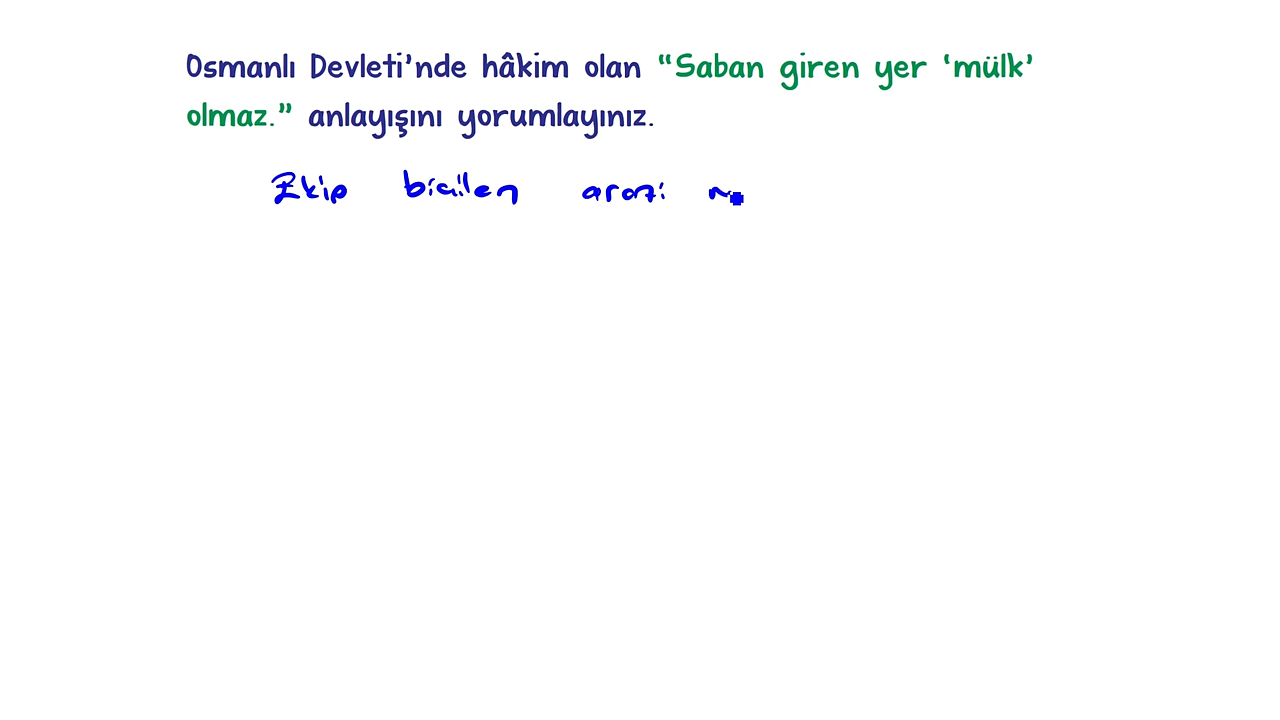 Osmanlı Devleti'nde hâkim olan “Saban giren yer ‘mülk’
olmaz.” anlayışını yorumlayınız.
Ekip biçilen arazi